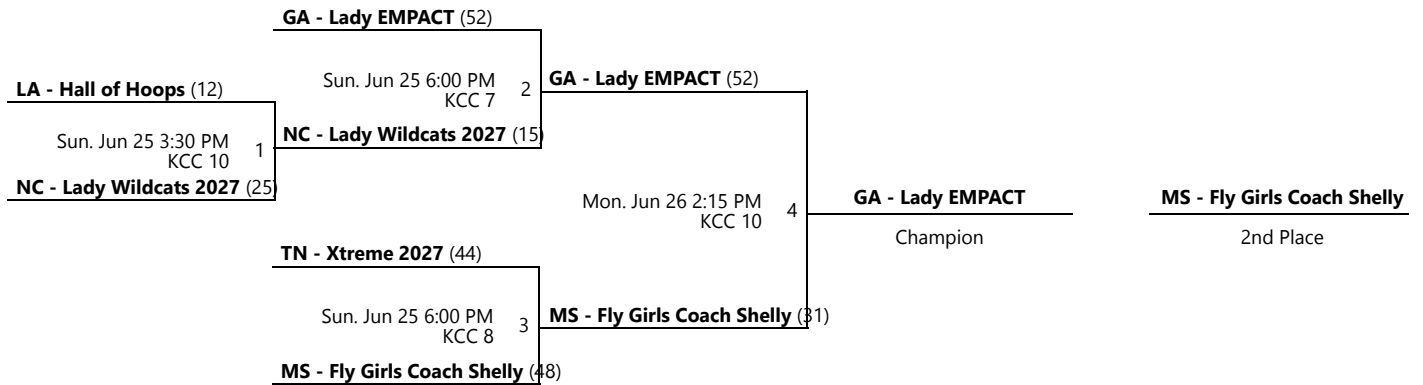 GA - Lady EMPACT (52)
Sun. Jun 25 6:00 PM
KCC 7
2
GA - Lady EMPACT (52)
LA - Hall of Hoops (12)
Sun. Jun 25 3:30 PM
KCC 10
1
NC - Lady Wildcats 2027 (15)
NC - Lady Wildcats 2027 (25)
Mon. Jun 26 2:15 PM
KCC 10
4
GA - Lady EMPACT
Champion
MS - Fly Girls Coach Shelly
2nd Place
TN - Xtreme 2027 (44)
Sun. Jun 25 6:00 PM
KCC 8
3
MS - Fly Girls Coach Shelly (31)
MS - Fly Girls Coach Shelly (48)